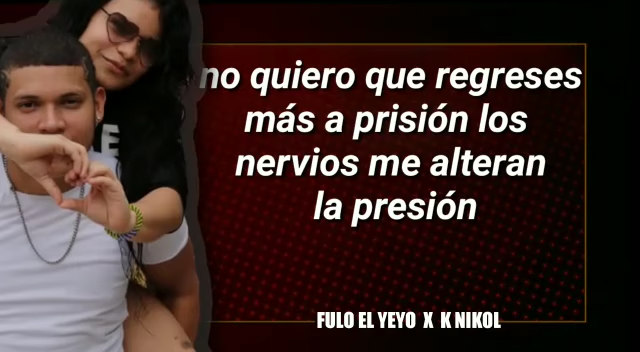 no quiero que regreses
más a prisión los
nervios me alteran
la presión
FULO EL YEYO X K NIKOL